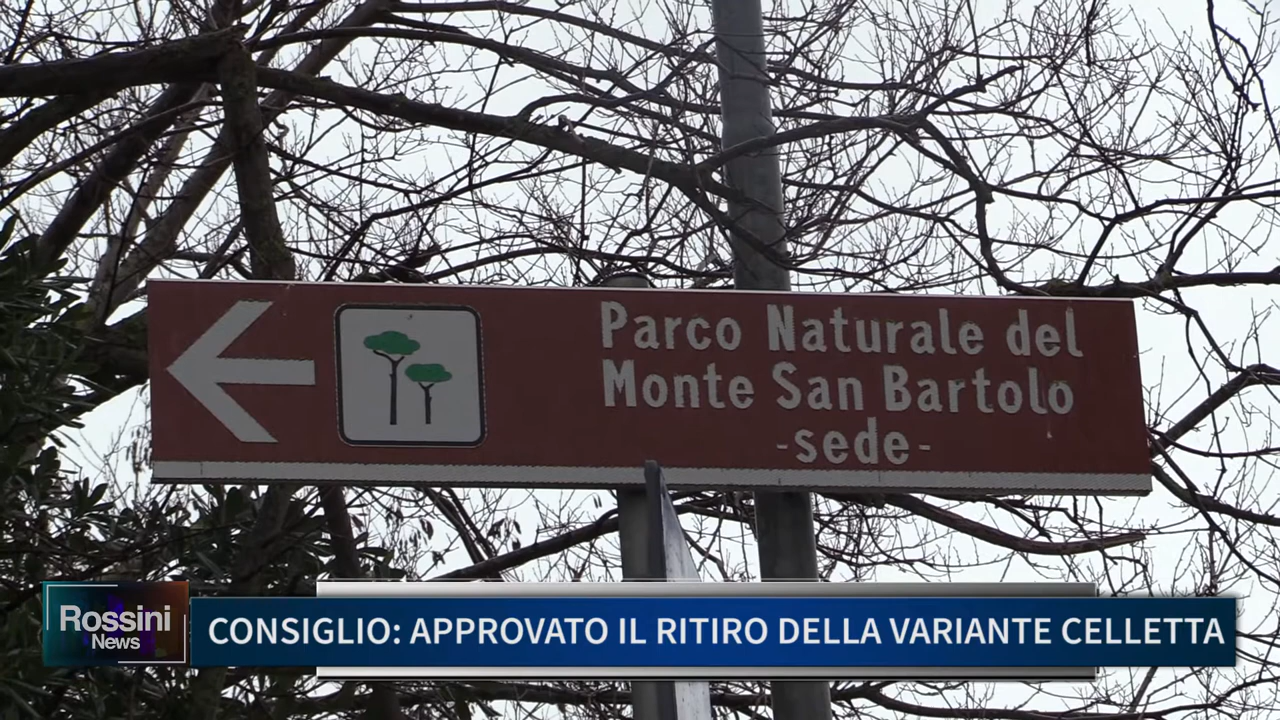 Parco Naturale del
Monte San Bartolo
-sede-
Rossini
News
CONSIGLIO: APPROVATO IL RITIRO DELLA VARIANTE CELLETTA